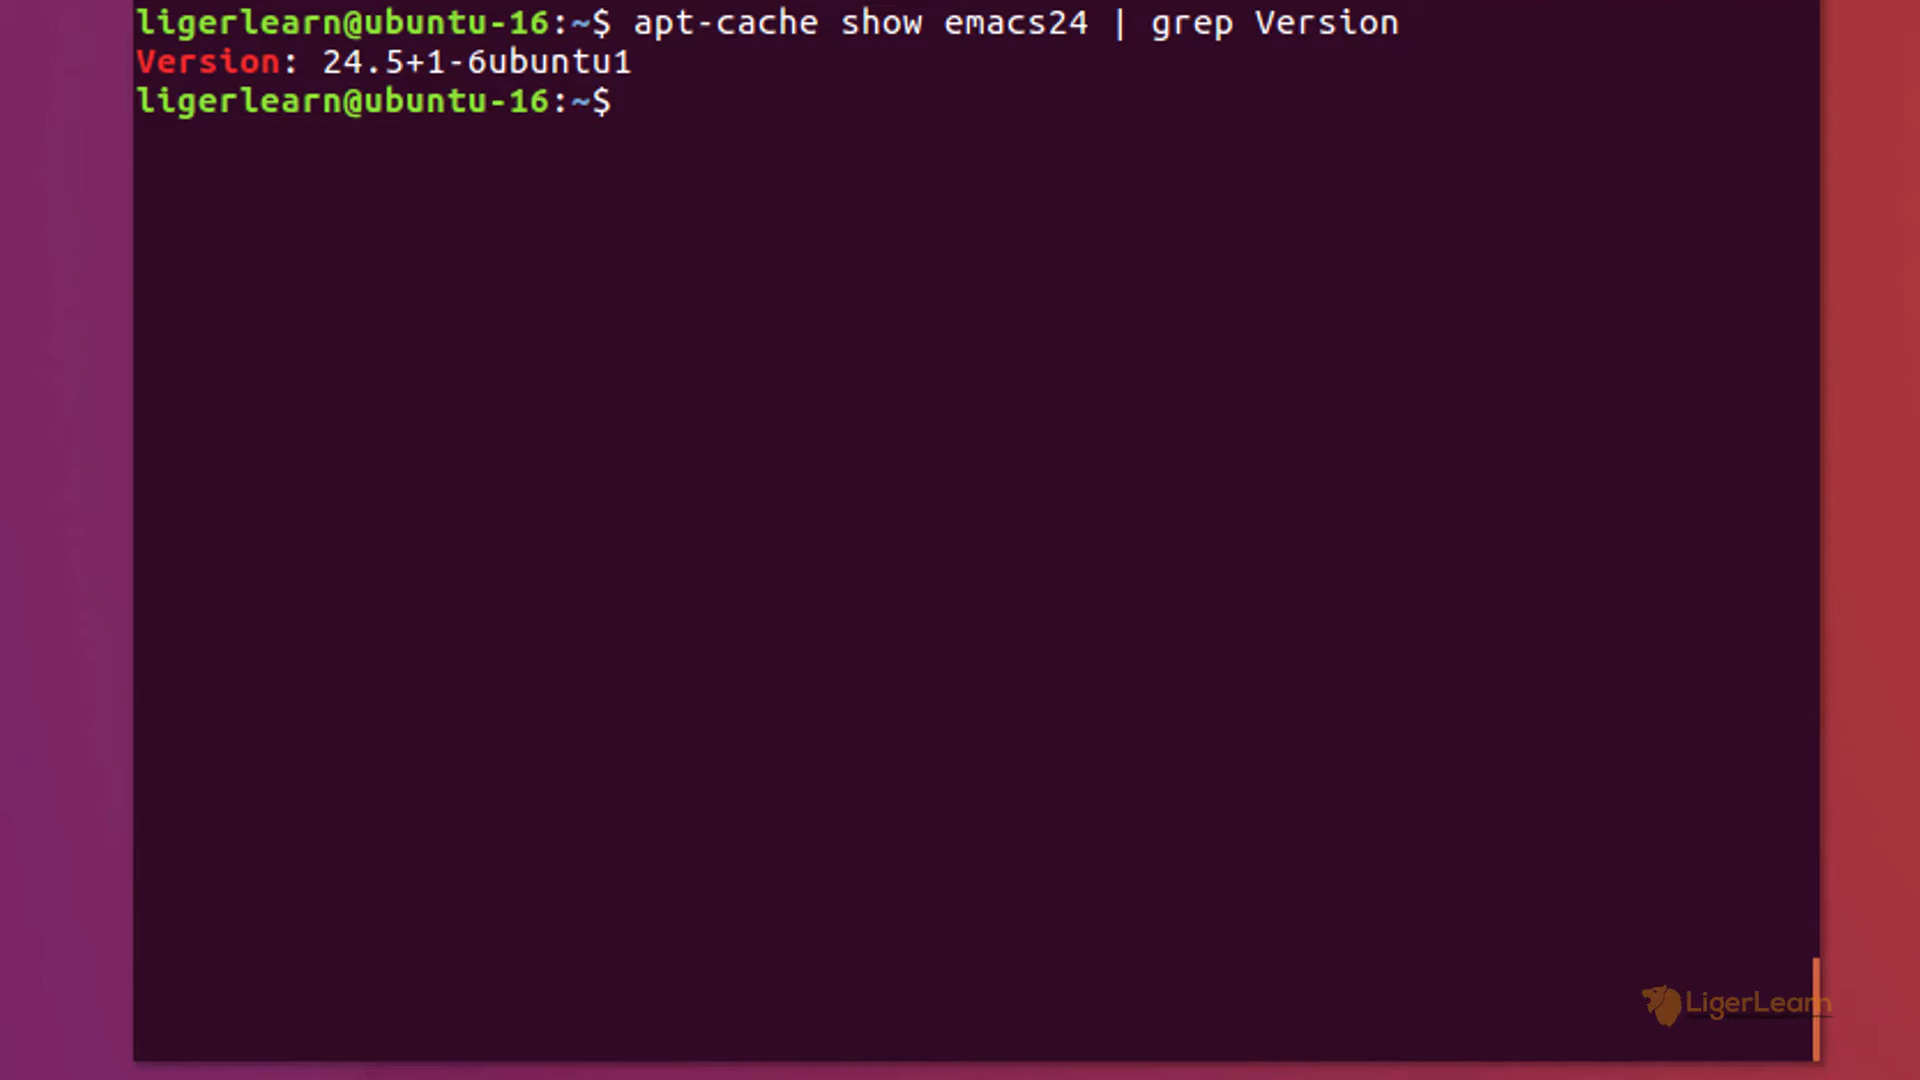 ligerlearn@ubuntu-16:~$ apt-cache show emacs24 | grep Version
Version: 24.5+1-6ubuntu1
ligerlearn@ubuntu-16:~$
LigerLearn